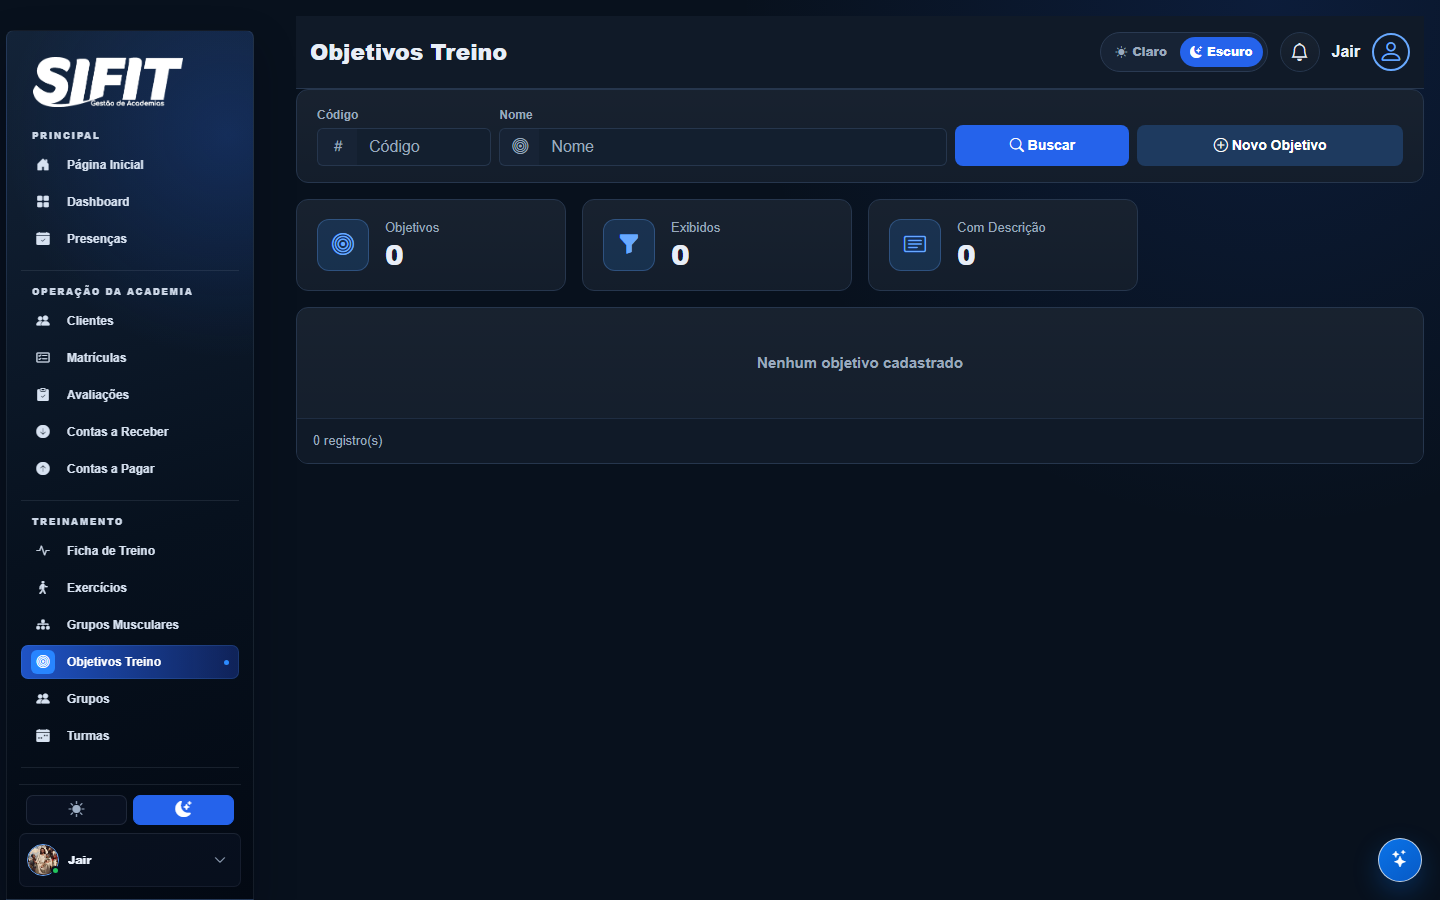 SIFIT
Gestão de Academias
PRINCIPAL
Página Inicial
Dashboard
Presenças
OPERAÇÃO DA ACADEMIA
Clientes
Matrículas
Avaliações
Contas a Receber
Contas a Pagar
TREINAMENTO
Ficha de Treino
Exercícios
Grupos Musculares
Objetivos Treino
Grupos
Turmas
Jair
Objetivos Treino
Claro Escuro Jair
Código Nome
# Código Nome Buscar Novo Objetivo
Objetivos Exibidos Com Descrição
0 0 0
Nenhum objetivo cadastrado
0 registro(s)